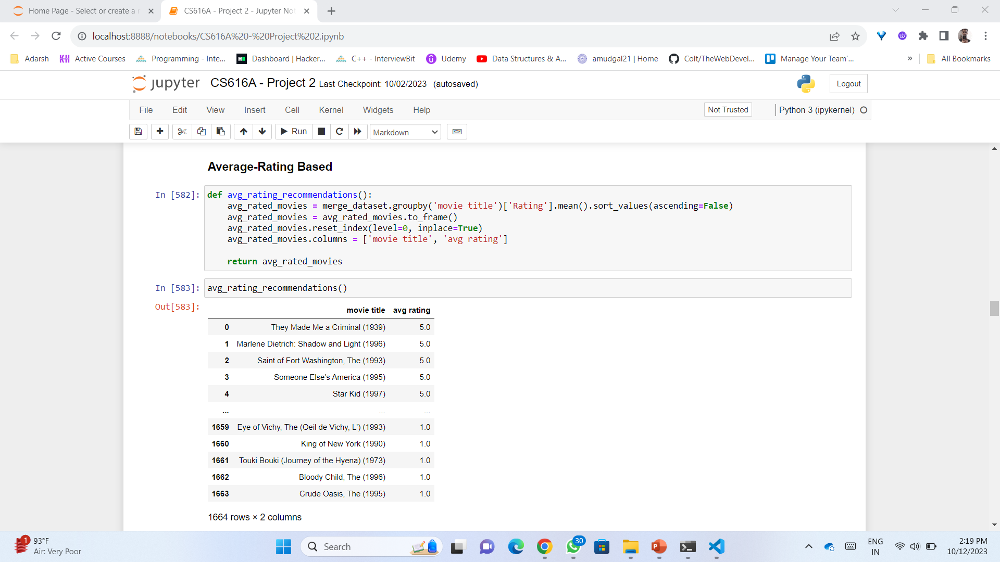 Home Page - Select or create a n
CS616A - Project 2 - Jupyter Not
localhost:8888/notebooks/CS616A%20-%20Project%202.ipynb
Adarsh
Active Courses
Programming - Inte...
Dashboard | Hacker...
C++ - InterviewBit
Udemy
Data Structures & A...
amudgal21 | Home
Colt/TheWebDevel...
Manage Your Team'...
»
All Bookmarks
jupyter
CS616A - Project 2 Last Checkpoint: 10/02/2023 (autosaved)
Logout
File Edit View Insert Cell Kernel Widgets Help
Not Trusted
Python 3 (ipykernel)
Run
Markdown
Average-Rating Based
In [582]: def avg_rating_recommendations():
    avg_rated_movies = merge_dataset.groupby('movie title')['Rating'].mean().sort_values(ascending=False)
    avg_rated_movies = avg_rated_movies.to_frame()
    avg_rated_movies.reset_index(level=0, inplace=True)
    avg_rated_movies.columns = ['movie title', 'avg rating']
    return avg_rated_movies
In [583]: avg_rating_recommendations()
Out[583]:
movie title avg rating
0 They Made Me a Criminal (1939) 5.0
1 Marlene Dietrich: Shadow and Light (1996) 5.0
2 Saint of Fort Washington, The (1993) 5.0
3 Someone Else's America (1995) 5.0
4 Star Kid (1997) 5.0
... ... ...
1659 Eye of Vichy, The (Oeil de Vichy, L') (1993) 1.0
1660 King of New York (1990) 1.0
1661 Touki Bouki (Journey of the Hyena) (1973) 1.0
1662 Bloody Child, The (1996) 1.0
1663 Crude Oasis, The (1995) 1.0
1664 rows × 2 columns
1
93°F
Air: Very Poor
Search
30
ENG
IN
2:19 PM
10/12/2023